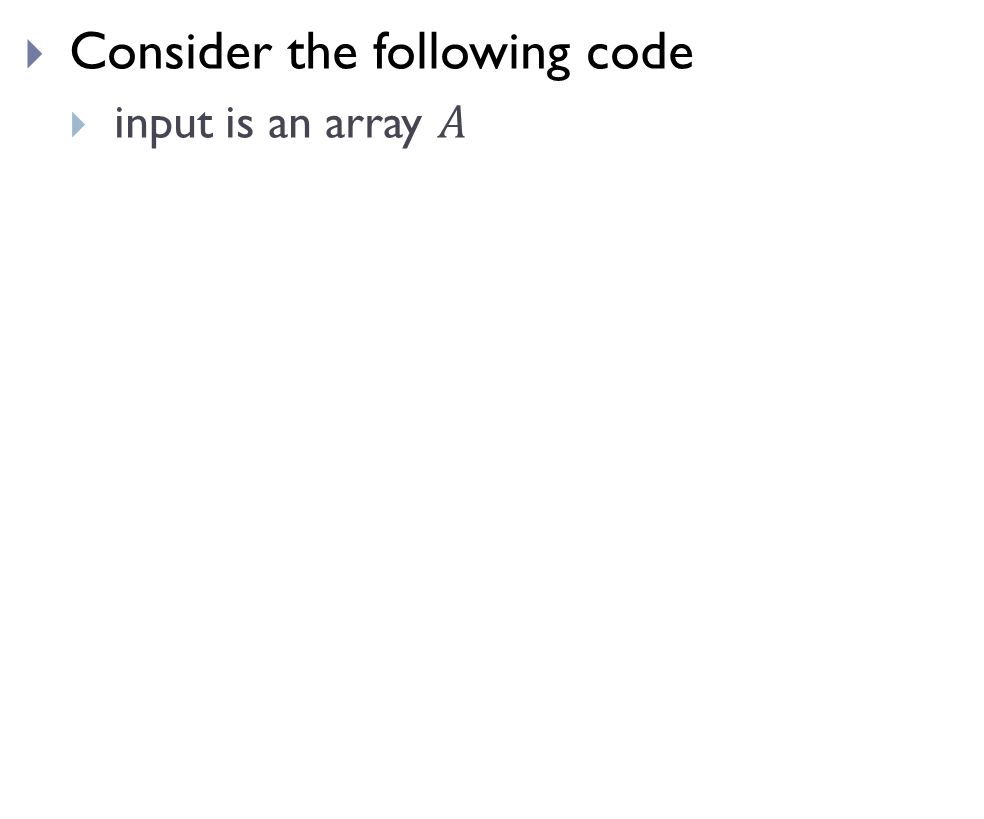 Consider the following code
input is an array A